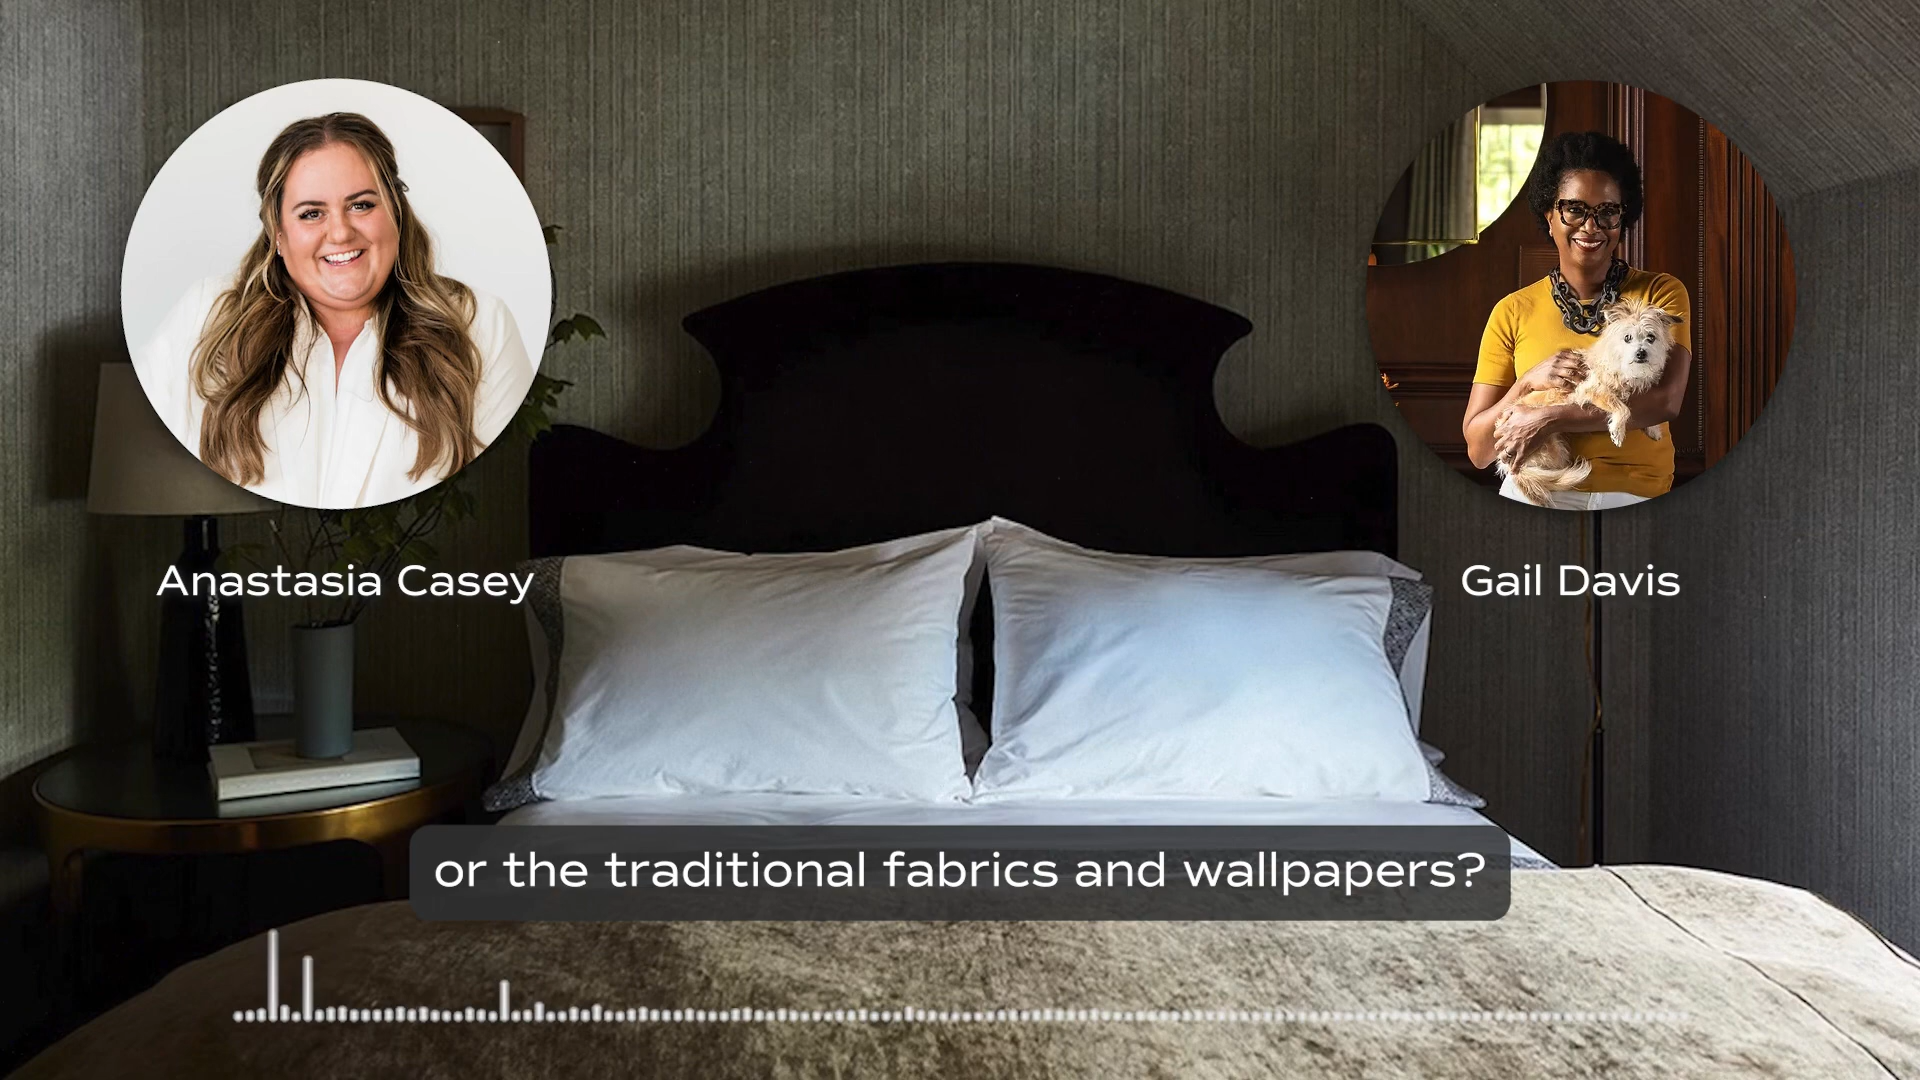 Anastasia Casey
Gail Davis
or the traditional fabrics and wallpapers?